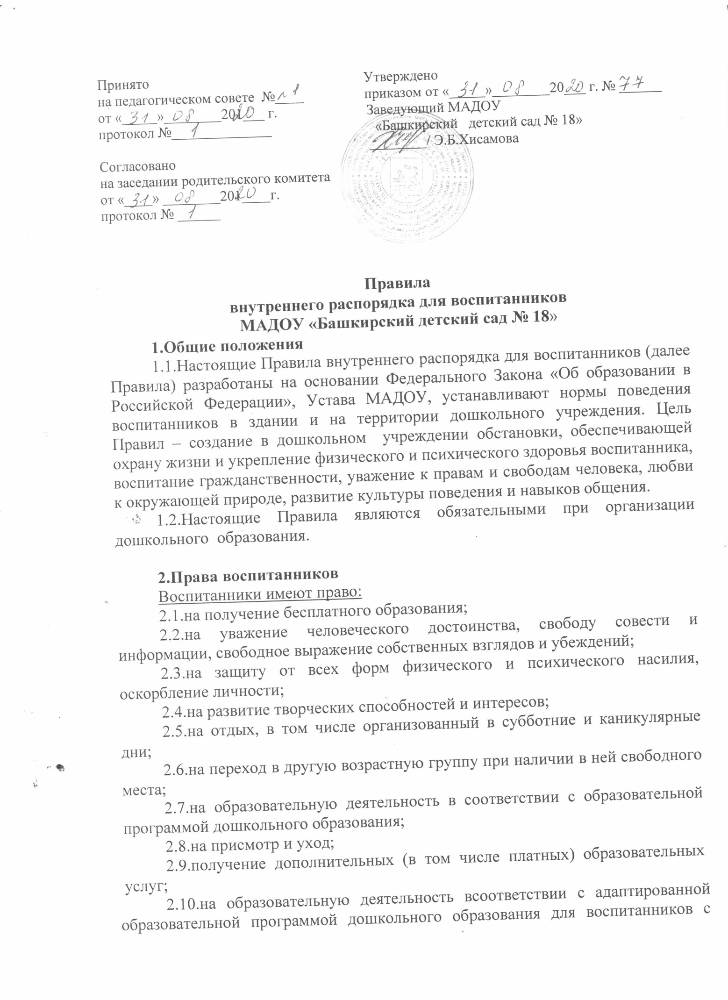 Принято
на педагогическом совете №_1
от «31» 08 2020 г.
протокол № 1
Утверждено
приказом от «31» 08 2020 г. № 77
Заведующий МАДОУ
«Башкирский детский сад № 18»
/ Э.Б.Хисамова
Согласовано
на заседании родительского комитета
от «31» 08 2020 г.
протокол № 1
Правила
внутреннего распорядка для воспитанников
МАДОУ «Башкирский детский сад № 18»
1.Общие положения
1.1.Настоящие Правила внутреннего распорядка для воспитанников (далее
Правила) разработаны на основании Федерального Закона «Об образовании в
Российской Федерации», Устава МАДОУ, устанавливают нормы поведения
воспитанников в здании и на территории дошкольного учреждения. Цель
Правил – создание в дошкольном учреждении обстановки, обеспечивающей
охрану жизни и укрепление физического и психического здоровья воспитанника,
воспитание гражданственности, уважение к правам и свободам человека, любви
к окружающей природе, развитие культуры поведения и навыков общения.
1.2.Настоящие Правила являются обязательными при организации
дошкольного образования.
2.Права воспитанников
Воспитанники имеют право:
2.1.на получение бесплатного образования;
2.2.на уважение человеческого достоинства, свободу совести и
информации, свободное выражение собственных взглядов и убеждений;
2.3.на защиту от всех форм физического и психического насилия,
оскорбление личности;
2.4.на развитие творческих способностей и интересов;
2.5.на отдых, в том числе организованный в субботние и каникулярные
дни;
2.6.на переход в другую возрастную группу при наличии в ней свободного
места;
2.7.на образовательную деятельность в соответствии с образовательной
программой дошкольного образования;
2.8.на присмотр и уход;
2.9.получение дополнительных (в том числе платных) образовательных
услуг;
2.10.на образовательную деятельность всоответствии с адаптированной
образовательной программой дошкольного образования для воспитанников с